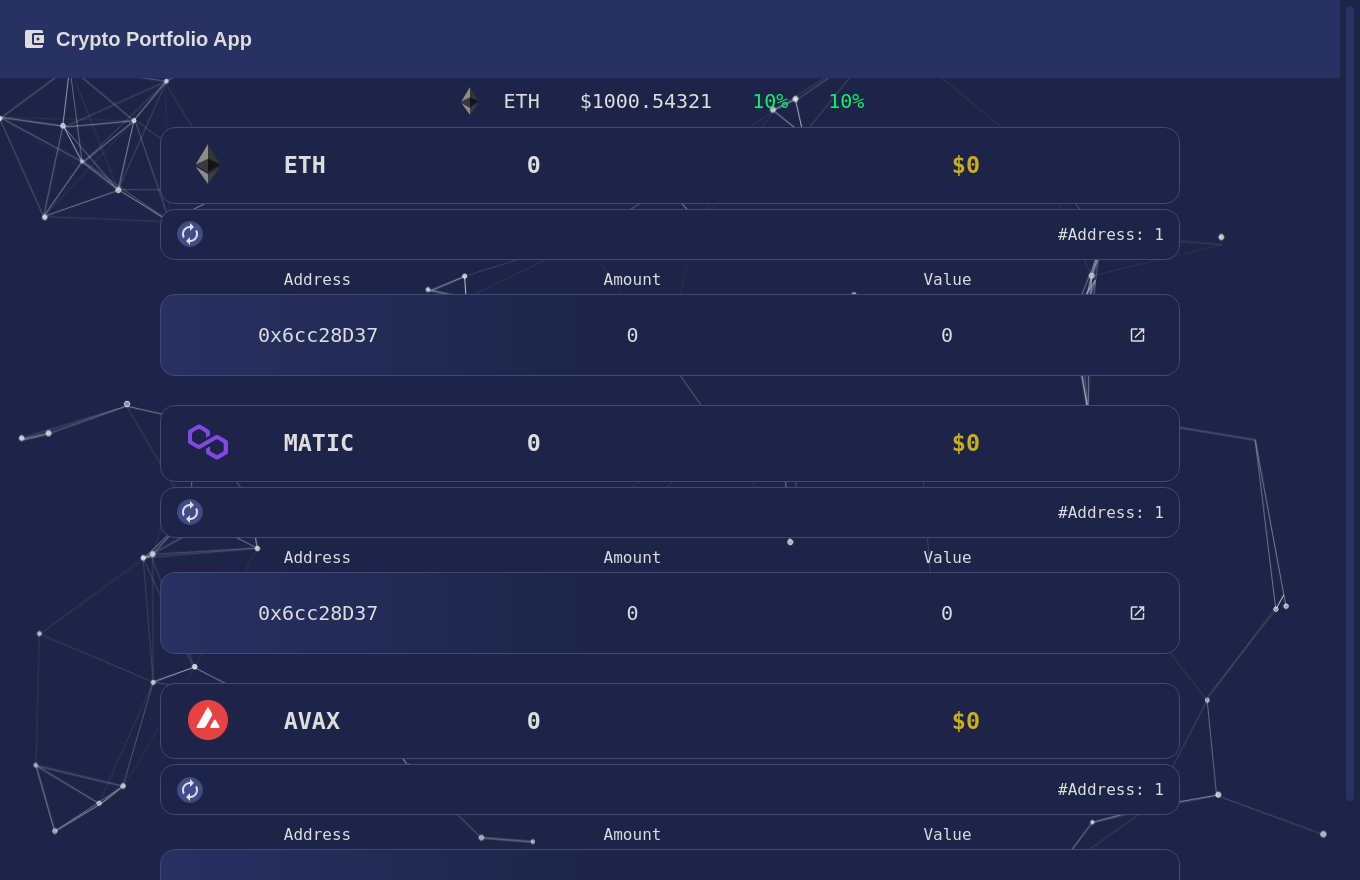 Crypto Portfolio App
ETH $1000.54321 10% 10%
ETH 0 $0
#Address: 1
Address Amount Value
0x6cc28D37 0 0
MATIC 0 $0
#Address: 1
Address Amount Value
0x6cc28D37 0 0
AVAX 0 $0
#Address: 1
Address Amount Value